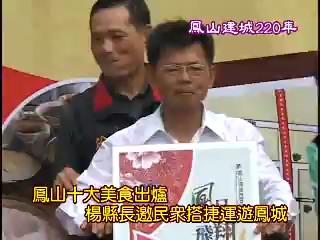 鳳山建城220年
鳳山十大美食出爐
楊縣長邀民眾搭捷運遊鳳城